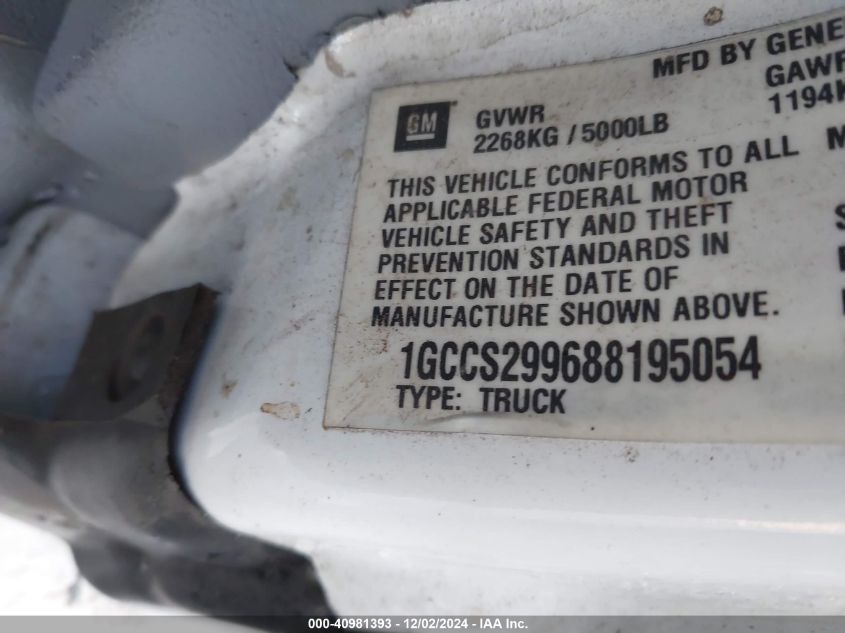 MFD BY GENE
GM
GVWR
GAWR
2268KG / 5000LB
1194K
THIS VEHICLE CONFORMS TO ALL
APPLICABLE FEDERAL MOTOR
VEHICLE SAFETY AND THEFT
PREVENTION STANDARDS IN
EFFECT ON THE DATE OF
MANUFACTURE SHOWN ABOVE.
1GCCS299688195054
TYPE: TRUCK
000-40981393 - 12/02/2024 - IAA Inc.